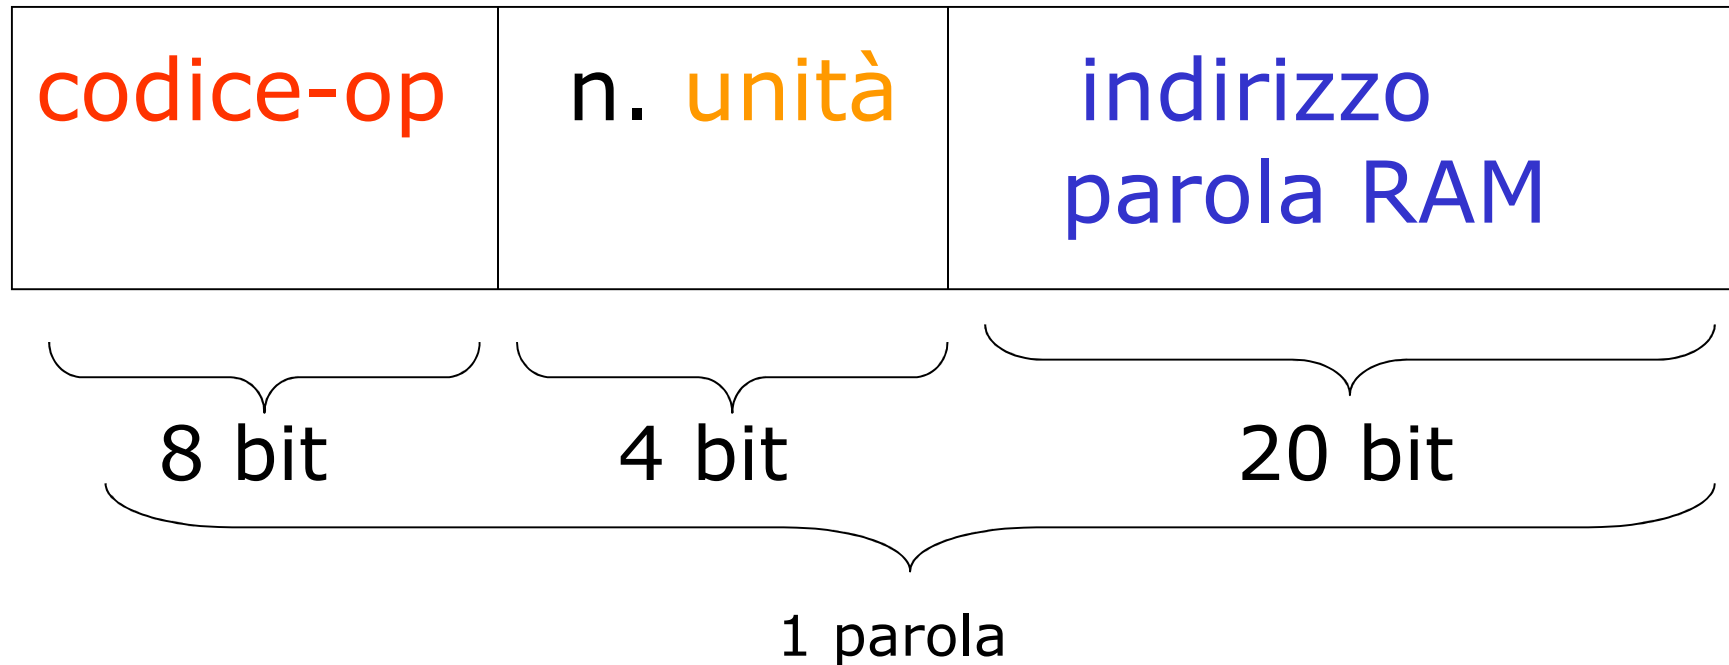 codice-op
n. unità
indirizzo
parola RAM
8 bit
4 bit
20 bit
1 parola